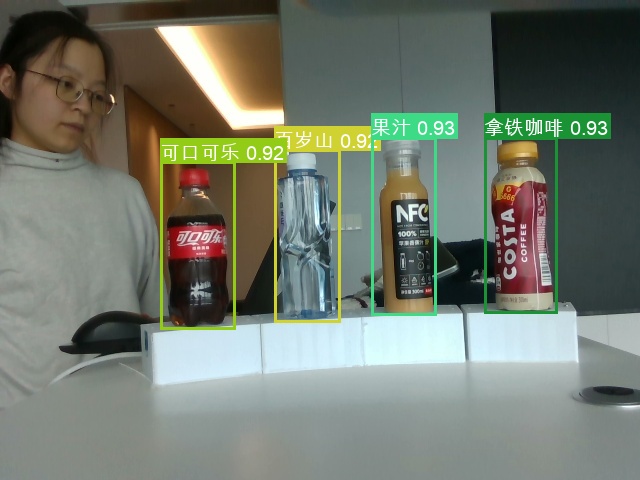 可口可乐 0.92
百岁山 0.92
果汁 0.93
拿铁咖啡 0.93
可口可乐
NFC
100%
COSTA
COFFEE